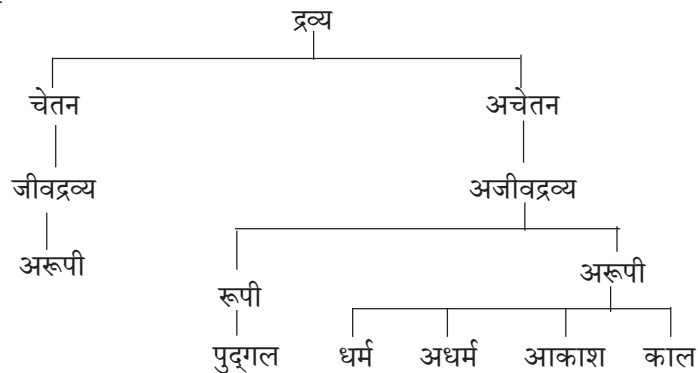 द्रव्य
चेतन अचेतन
जीवद्रव्य अजीवद्रव्य
अरूपी अरूपी
रूपी
पुद्गल धर्म अधर्म आकाश काल